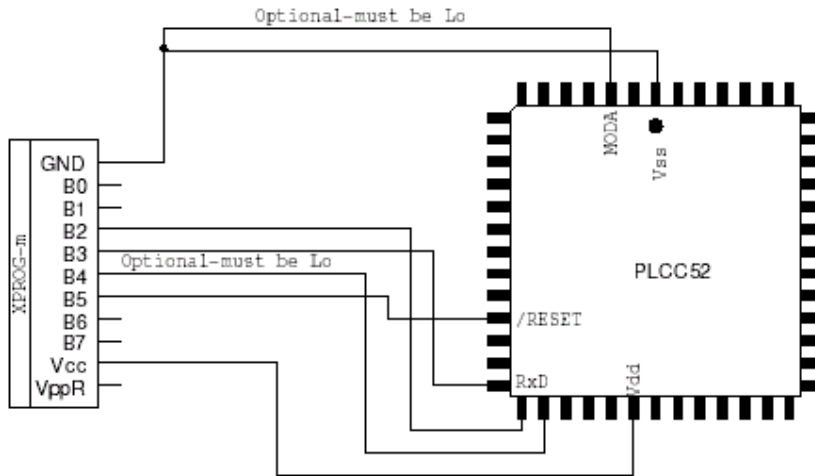 Optional-must be Lo
XPROG-m
GND
B0
B1
B2
B3
B4
B5
B6
B7
Vcc
VppR
Optional-must be Lo
MODA
Vss
PLCC52
/RESET
RxD
Vdd